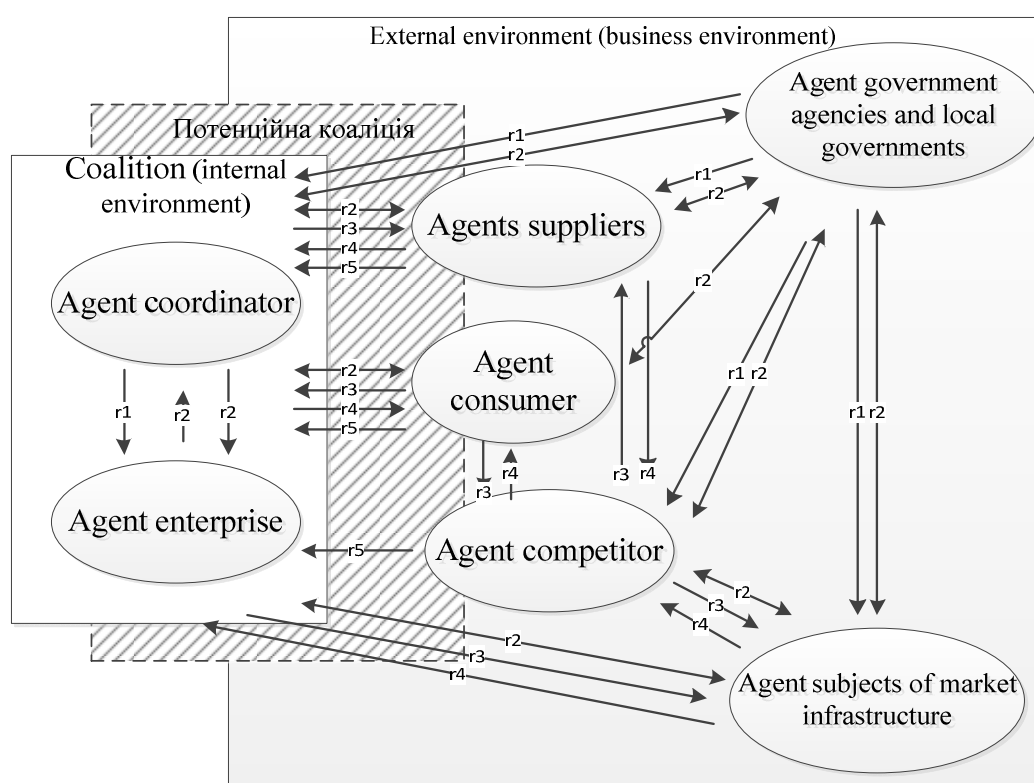 External environment (business environment)
Agent government
agencies and local
governments
Потенційна коаліція
Coalition (internal
environment)
r1
r2
r1
r2
r2
r3
r4
r5
Agents suppliers
Agent coordinator
r2
Agent
consumer
r2
r3
r4
r5
r1
r2
r2
r1
r2
r1
r2
r3
r4
r3
r4
Agent enterprise
r5
Agent competitor
r2
r3
r4
r2
r3
r4
Agent subjects of market
infrastructure